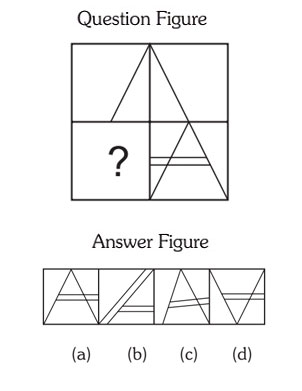 Question Figure
?
Answer Figure
(a) (b) (c) (d)